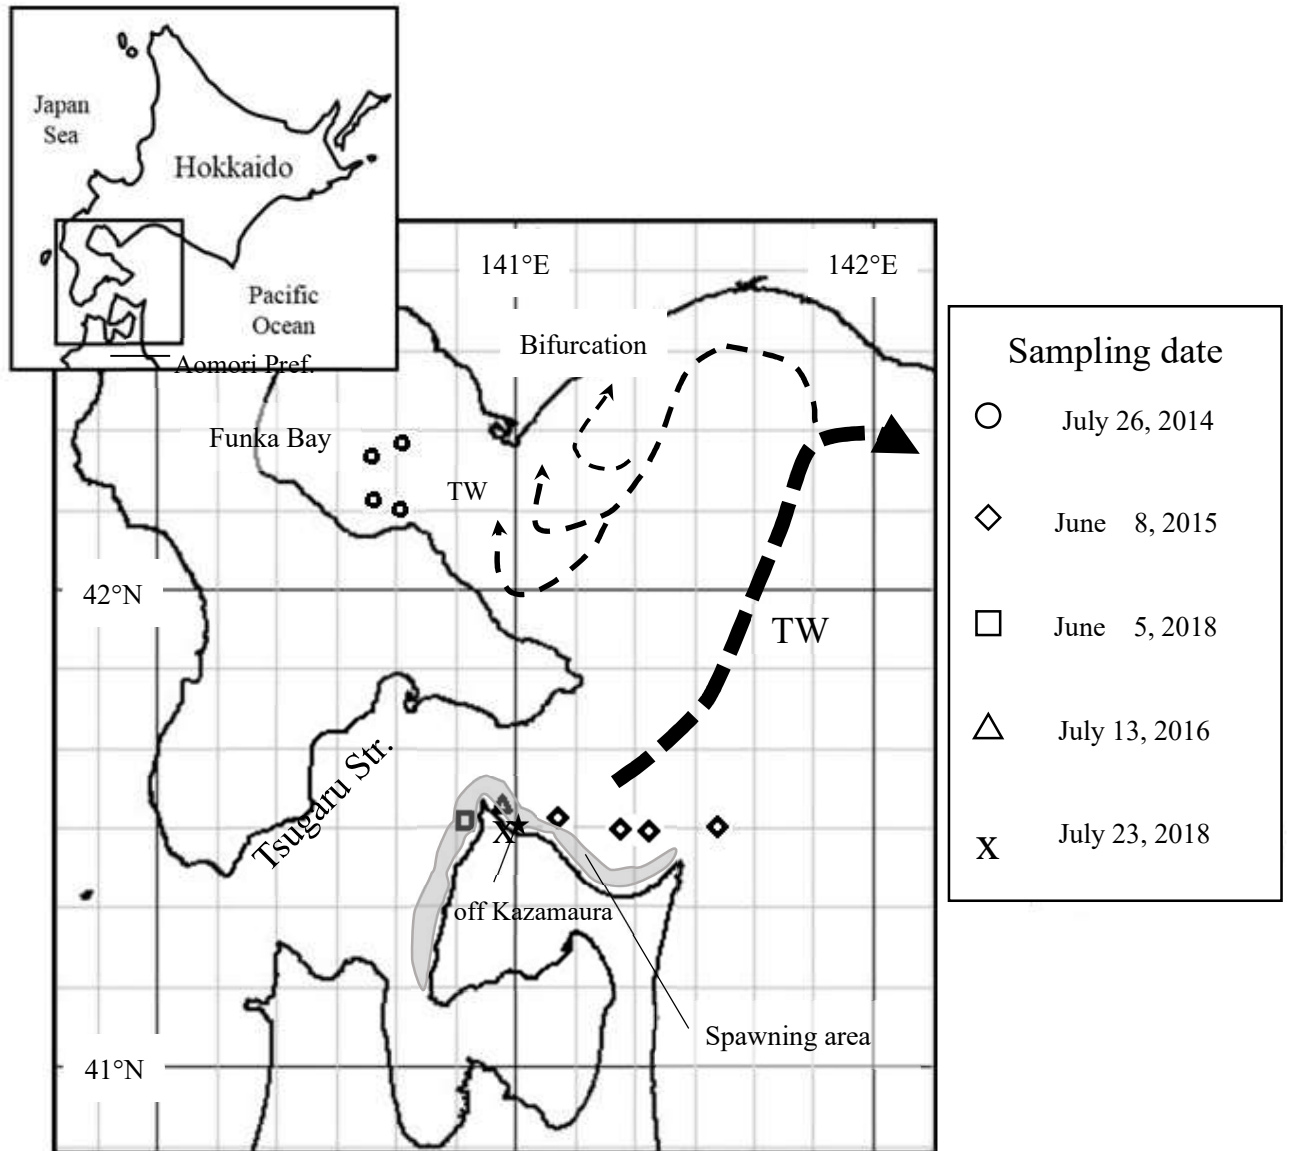 Japan
Sea
Hokkaido
Pacific
Ocean
Aomori Pref.
141°E
142°E
Bifurcation
Funka Bay
TW
42°N
TW
Tsugaru Str.
X
off Kazamaura
Spawning area
41°N
Sampling date
July 26, 2014
June 8, 2015
June 5, 2018
July 13, 2016
X July 23, 2018